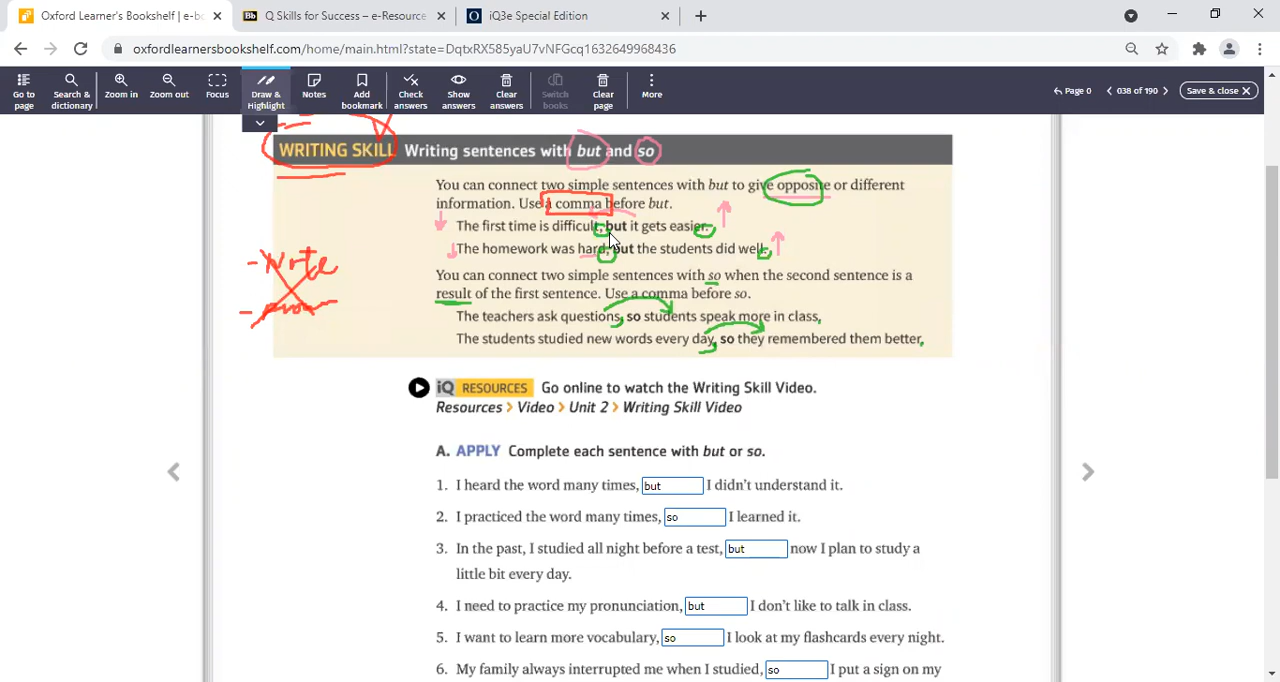 Oxford Learner's Bookshelf | e-bo
Q Skills for Success – e-Resource
iQ3e Special Edition
oxfordlearnersbookshelf.com/home/main.html?state=DqtxRX585yaU7vNFGcq1632649968436
Go to page
Search & dictionary
Zoom in
Zoom out
Focus
Draw & Highlight
Notes
Add bookmark
Check answers
Show answers
Clear answers
Switch books
Clear page
More
Page 0
038 of 190
Save & close X
WRITING SKILL Writing sentences with but and so
You can connect two simple sentences with but to give opposite or different
information. Use a comma before but.
The first time is difficult, but it gets easier.
The homework was hard, but the students did well.
- Write
You can connect two simple sentences with so when the second sentence is a
result of the first sentence. Use a comma before so.
The teachers ask questions, so students speak more in class.
The students studied new words every day, so they remembered them better.
iQ RESOURCES Go online to watch the Writing Skill Video.
Resources > Video > Unit 2 > Writing Skill Video
A. APPLY Complete each sentence with but or so.
1. I heard the word many times, but I didn't understand it.
2. I practiced the word many times, so I learned it.
3. In the past, I studied all night before a test, but now I plan to study a
little bit every day.
4. I need to practice my pronunciation, but I don't like to talk in class.
5. I want to learn more vocabulary, so I look at my flashcards every night.
6. My family always interrupted me when I studied, so I put a sign on my